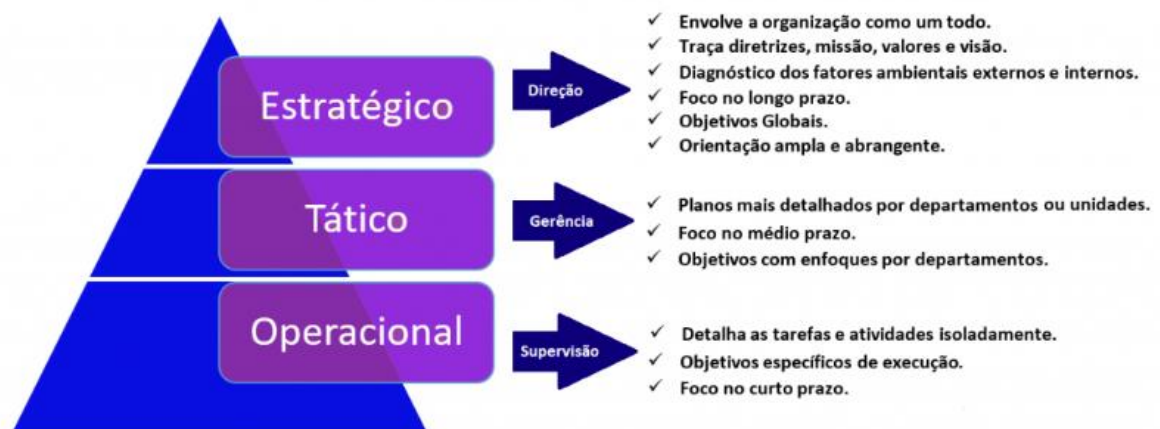 Estratégico
Direção
✓ Envolve a organização como um todo.
✓ Traça diretrizes, missão, valores e visão.
✓ Diagnóstico dos fatores ambientais externos e internos.
✓ Foco no longo prazo.
✓ Objetivos Globais.
✓ Orientação ampla e abrangente.
Tático
Gerência
✓ Planos mais detalhados por departamentos ou unidades.
✓ Foco no médio prazo.
✓ Objetivos com enfoques por departamentos.
Operacional
Supervisão
✓ Detalha as tarefas e atividades isoladamente.
✓ Objetivos específicos de execução.
✓ Foco no curto prazo.